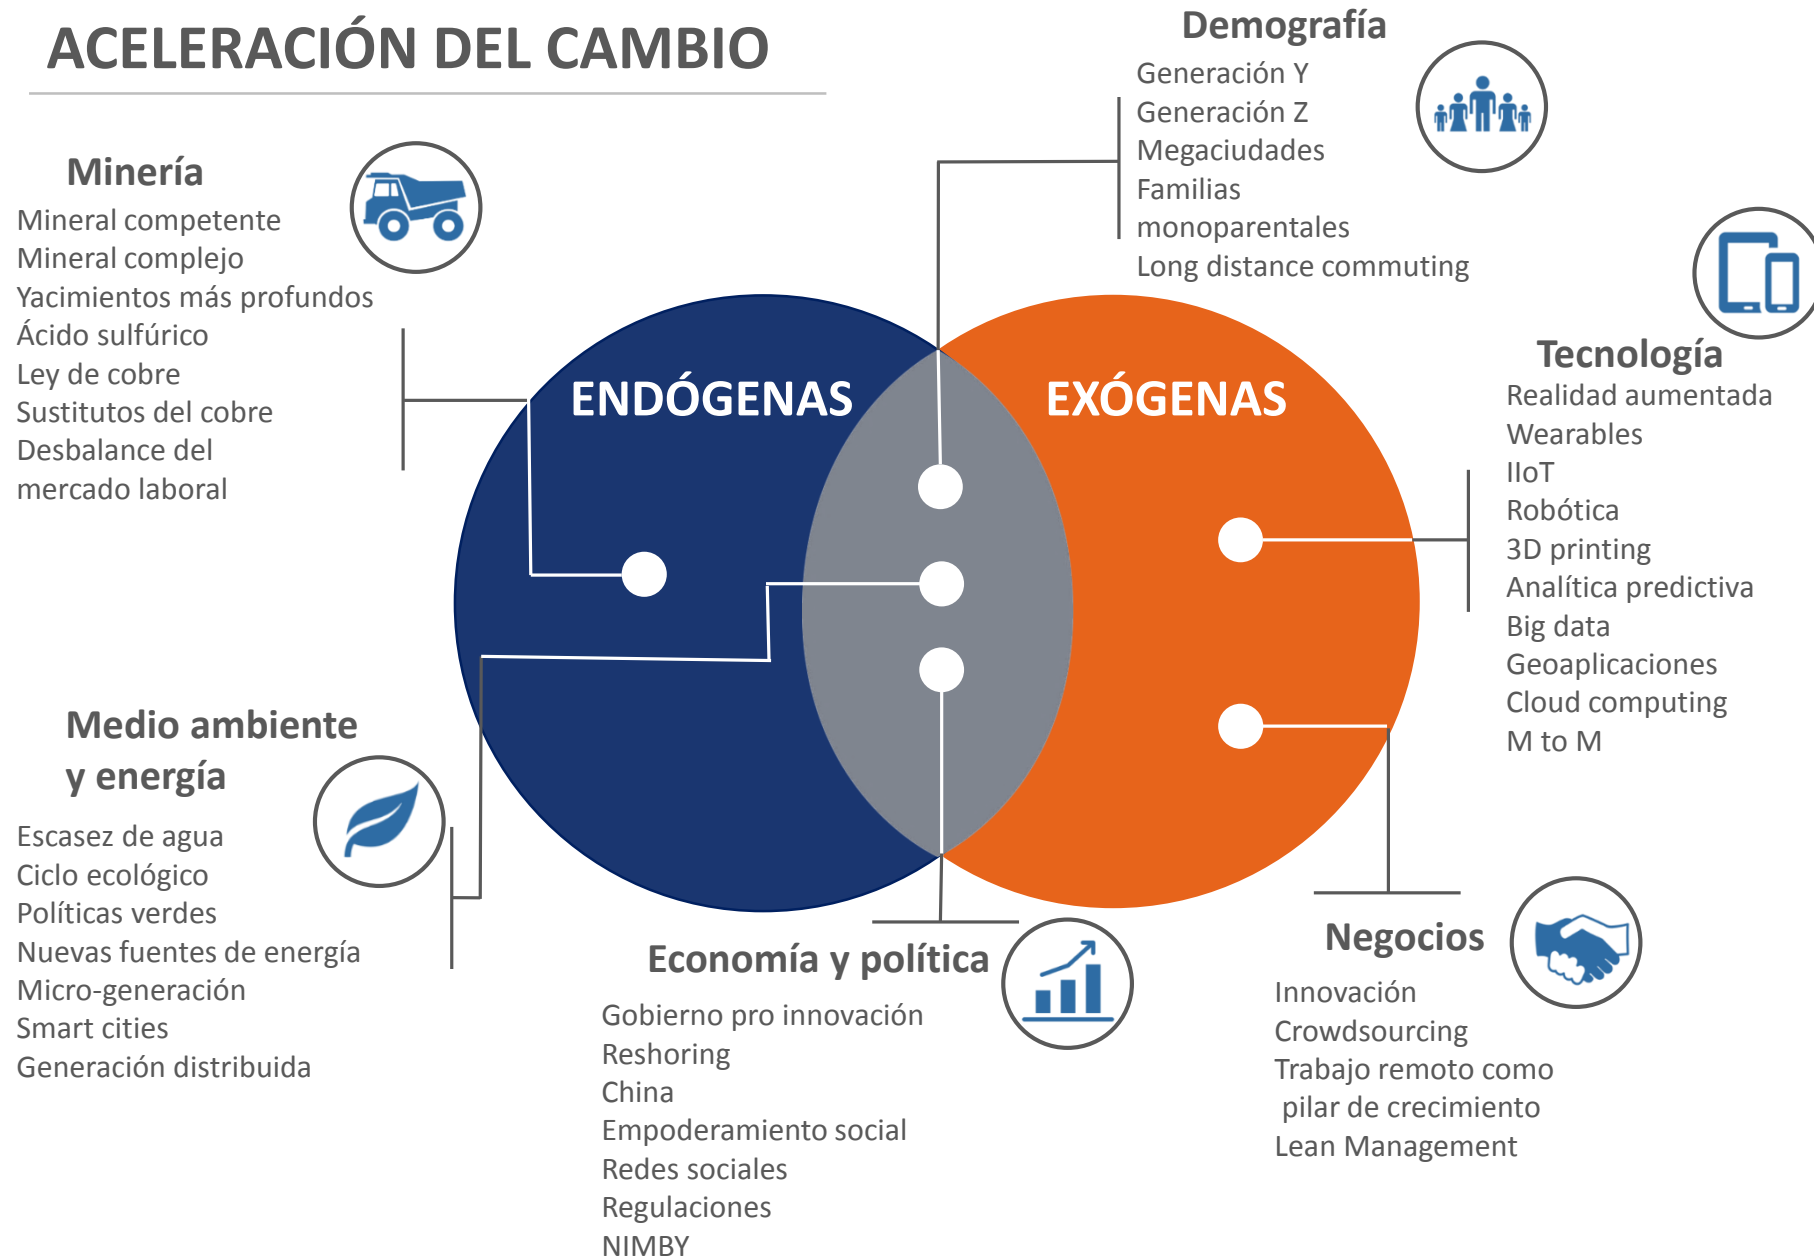 ACELERACIÓN DEL CAMBIO
Demografía
Generación Y
Generación Z
Megaciudades
Familias
monoparentales
Long distance commuting
Minería
Mineral competente
Mineral complejo
Yacimientos más profundos
Ácido sulfúrico
Ley de cobre
Sustitutos del cobre
Desbalance del
mercado laboral
ENDÓGENAS
EXÓGENAS
Tecnología
Realidad aumentada
Wearables
IIoT
Robótica
3D printing
Analítica predictiva
Big data
Geoaplicaciones
Cloud computing
M to M
Medio ambiente
y energía
Escasez de agua
Ciclo ecológico
Políticas verdes
Nuevas fuentes de energía
Micro-generación
Smart cities
Generación distribuida
Economía y política
Gobierno pro innovación
Reshoring
China
Empoderamiento social
Redes sociales
Regulaciones
NIMBY
Negocios
Innovación
Crowdsourcing
Trabajo remoto como
pilar de crecimiento
Lean Management